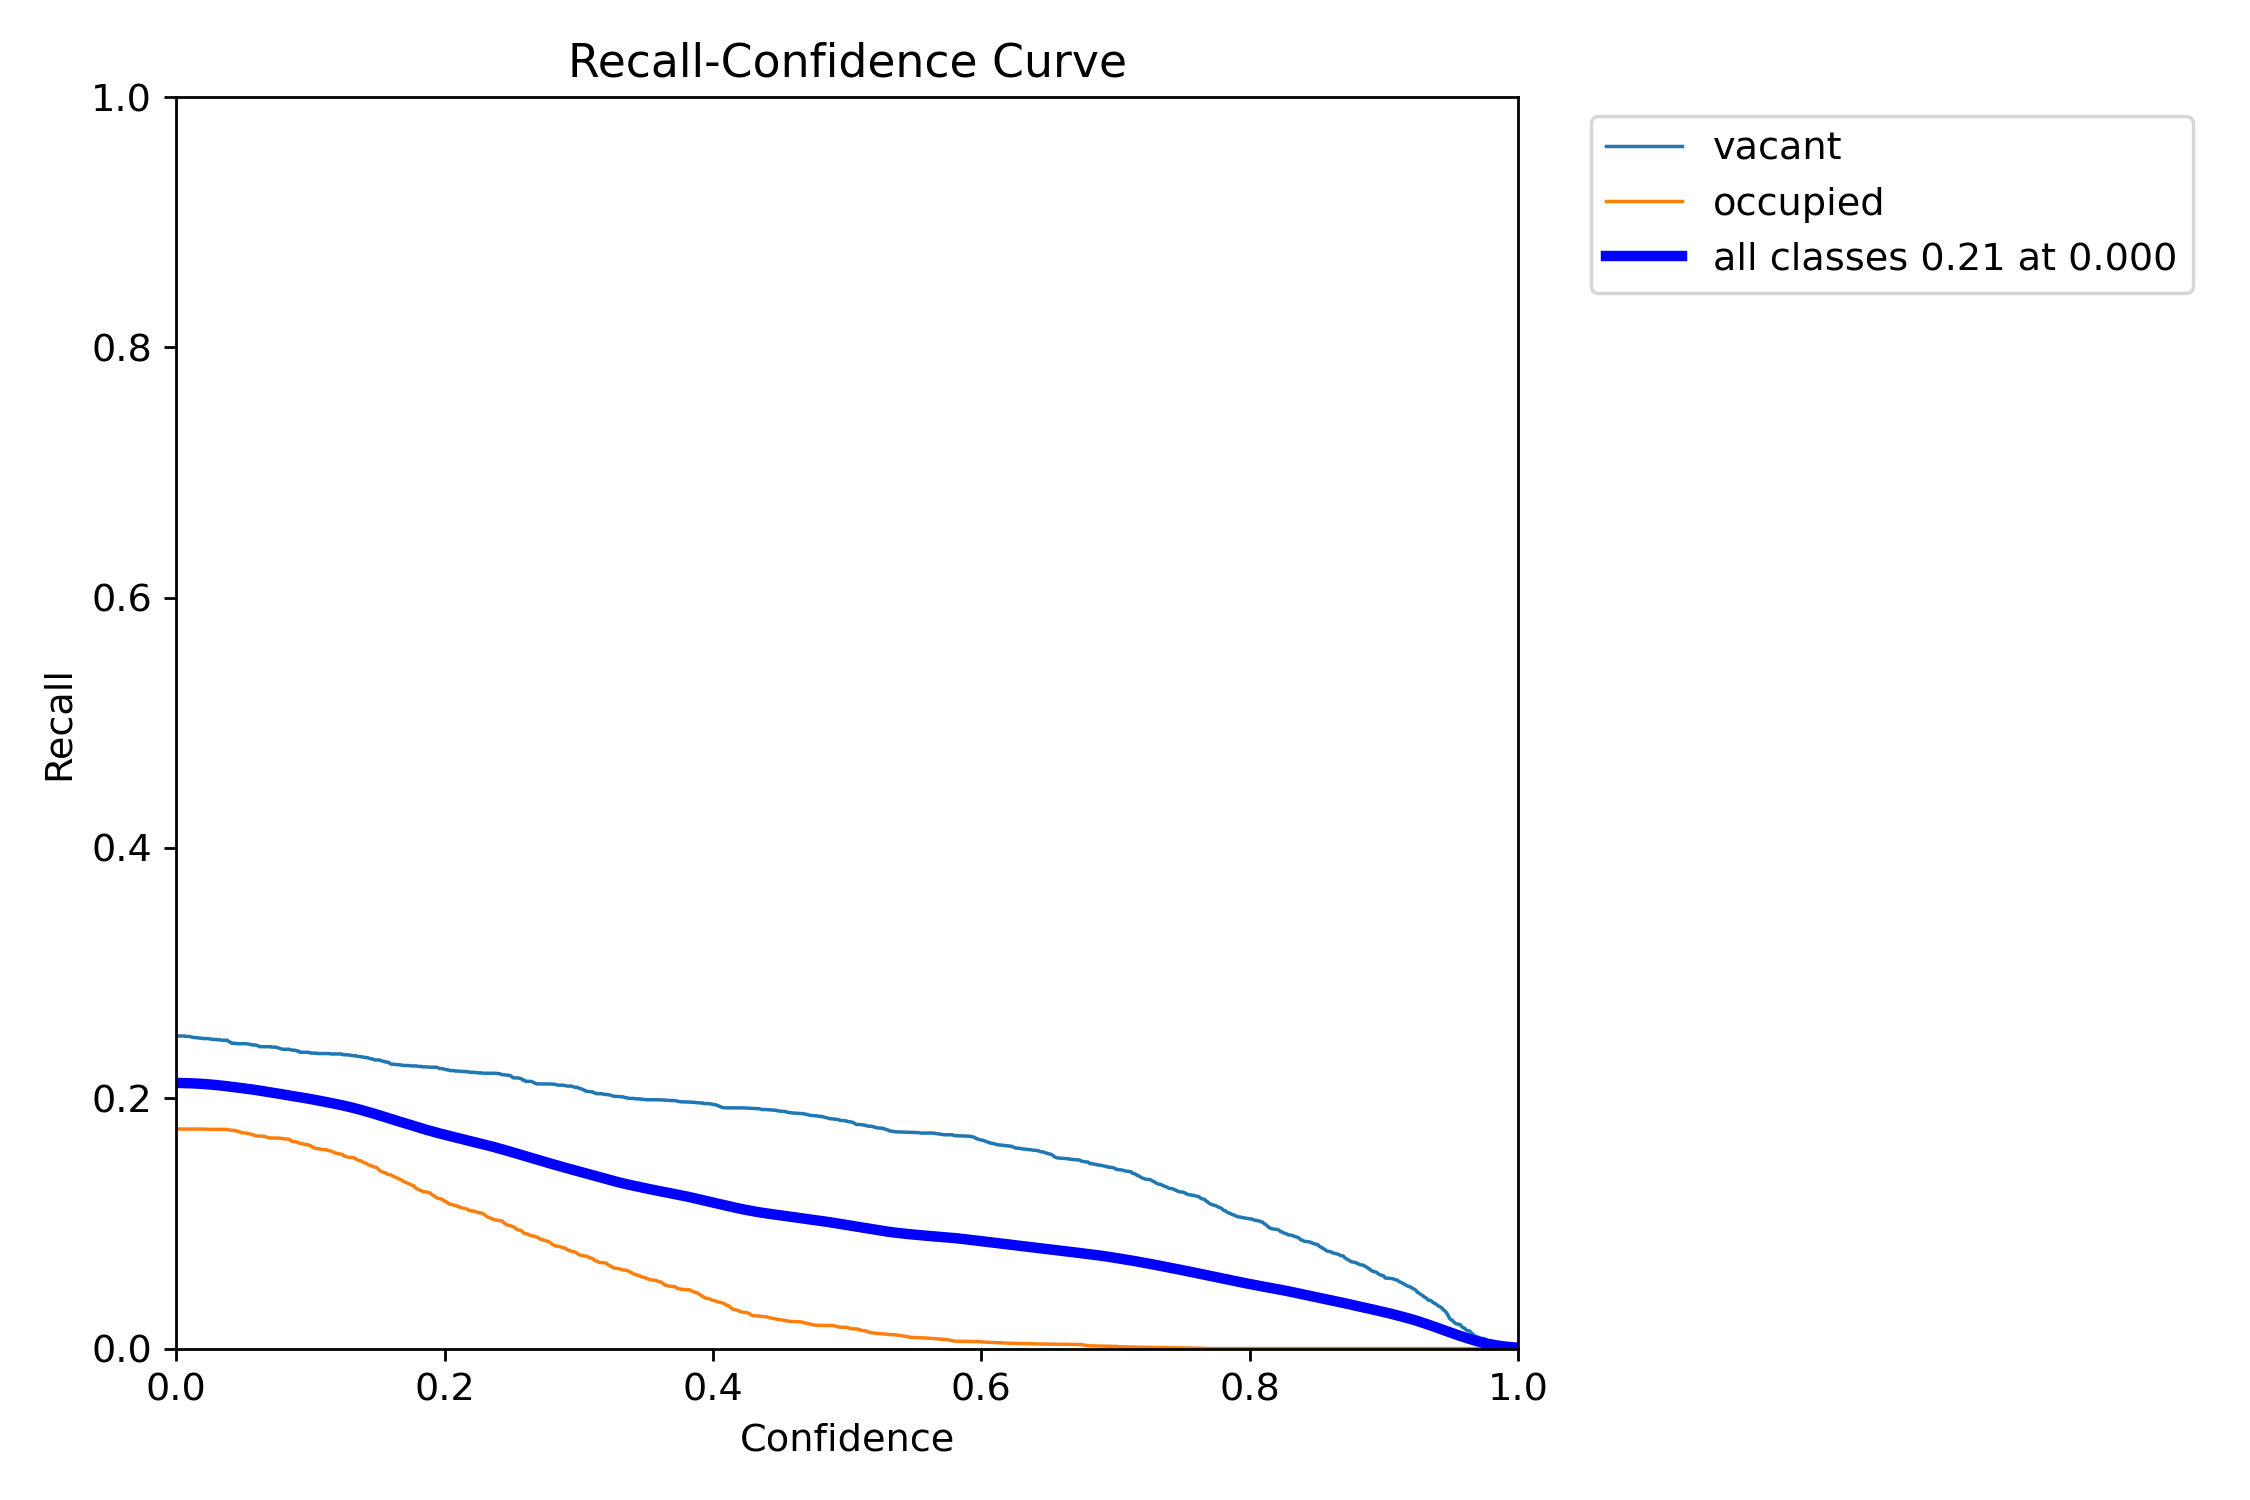 Recall-Confidence Curve
1.0
0.8
0.6
0.4
0.2
0.0
Recall
0.0 0.2 0.4 0.6 0.8 1.0
Confidence
vacant
occupied
all classes 0.21 at 0.000